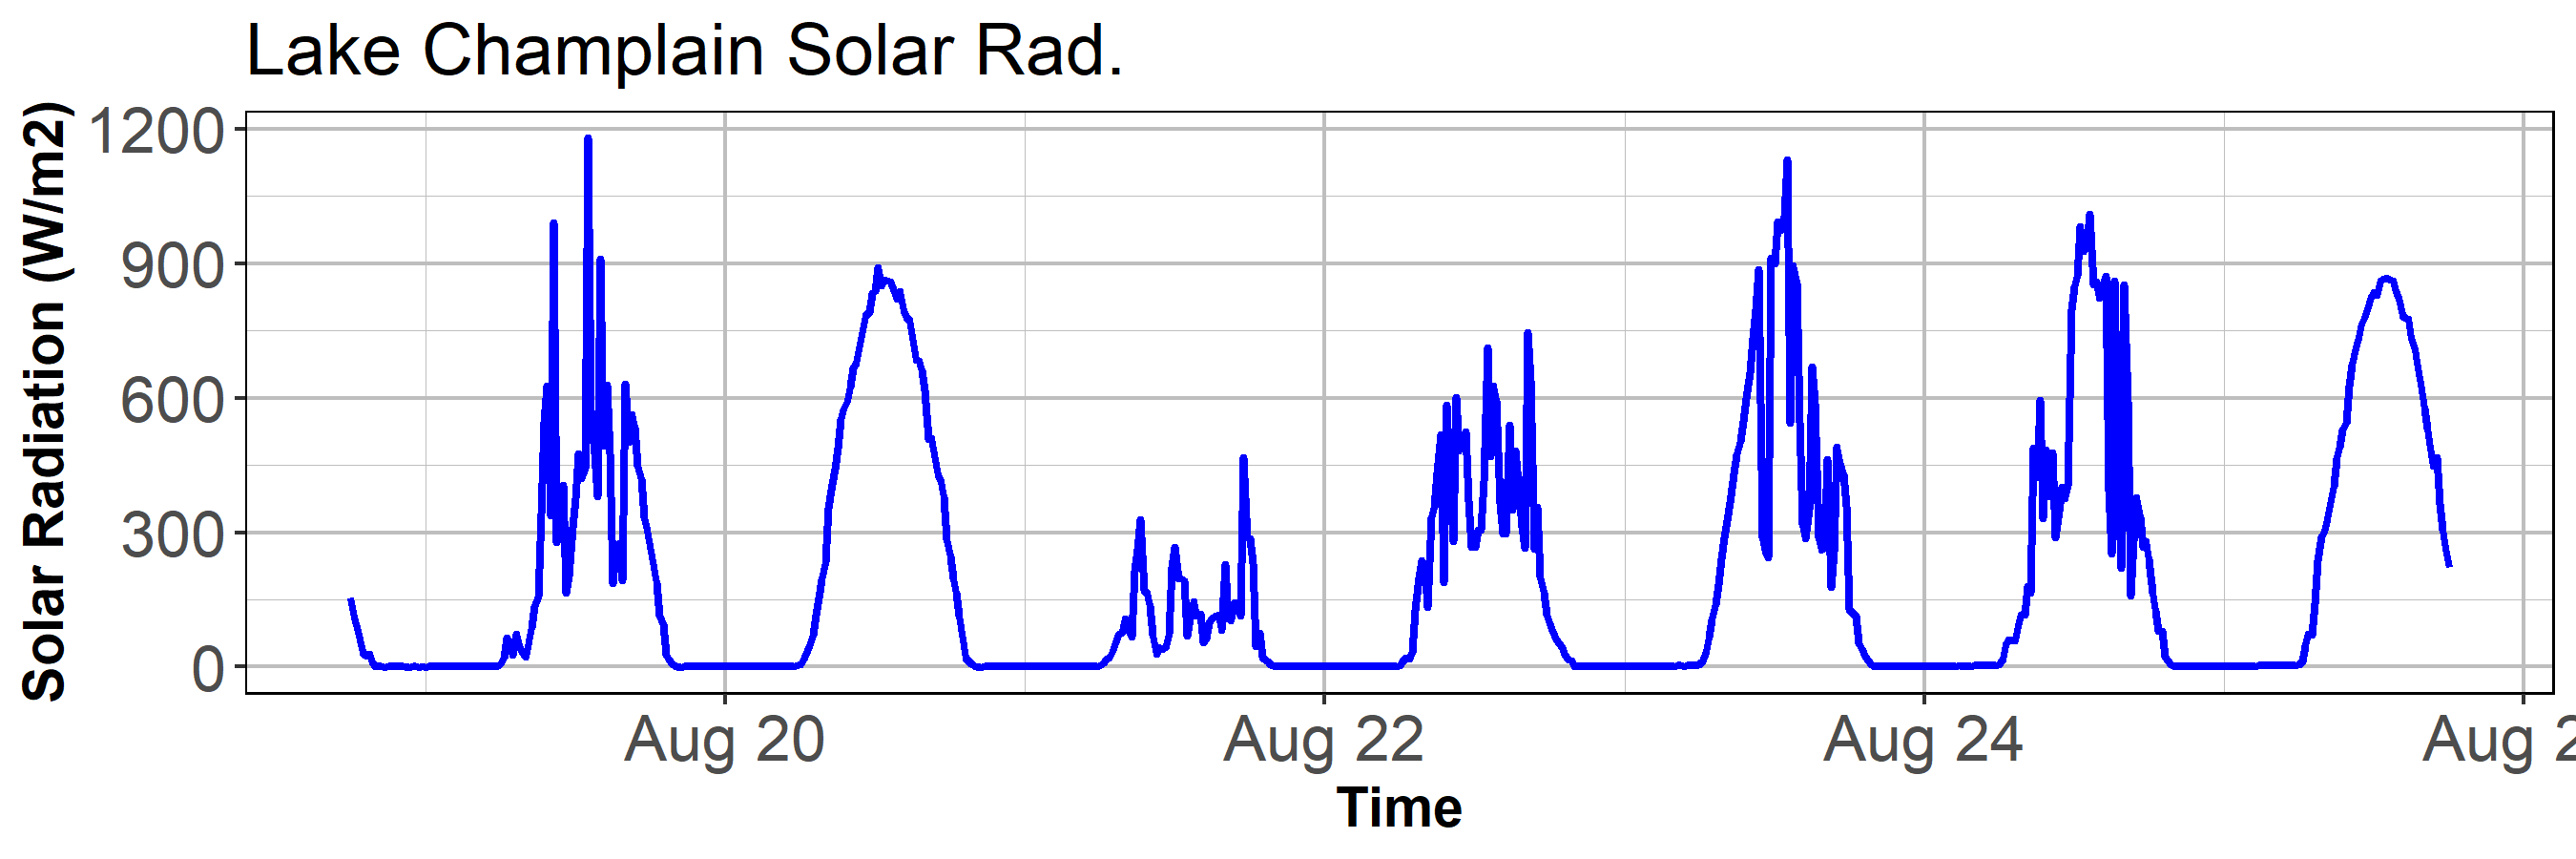 Lake Champlain Solar Rad.
Solar Radiation (W/m2)
1200
900
600
300
0
Aug 20
Aug 22
Aug 24
Aug
Time